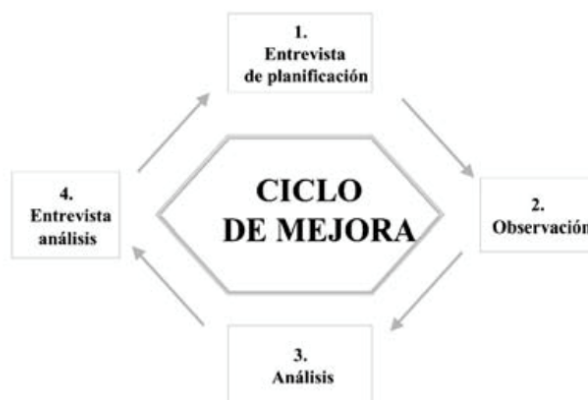 1.
Entrevista
de planificación
CICLO
DE MEJORA
2.
Observación
3.
Análisis
4.
Entrevista
análisis